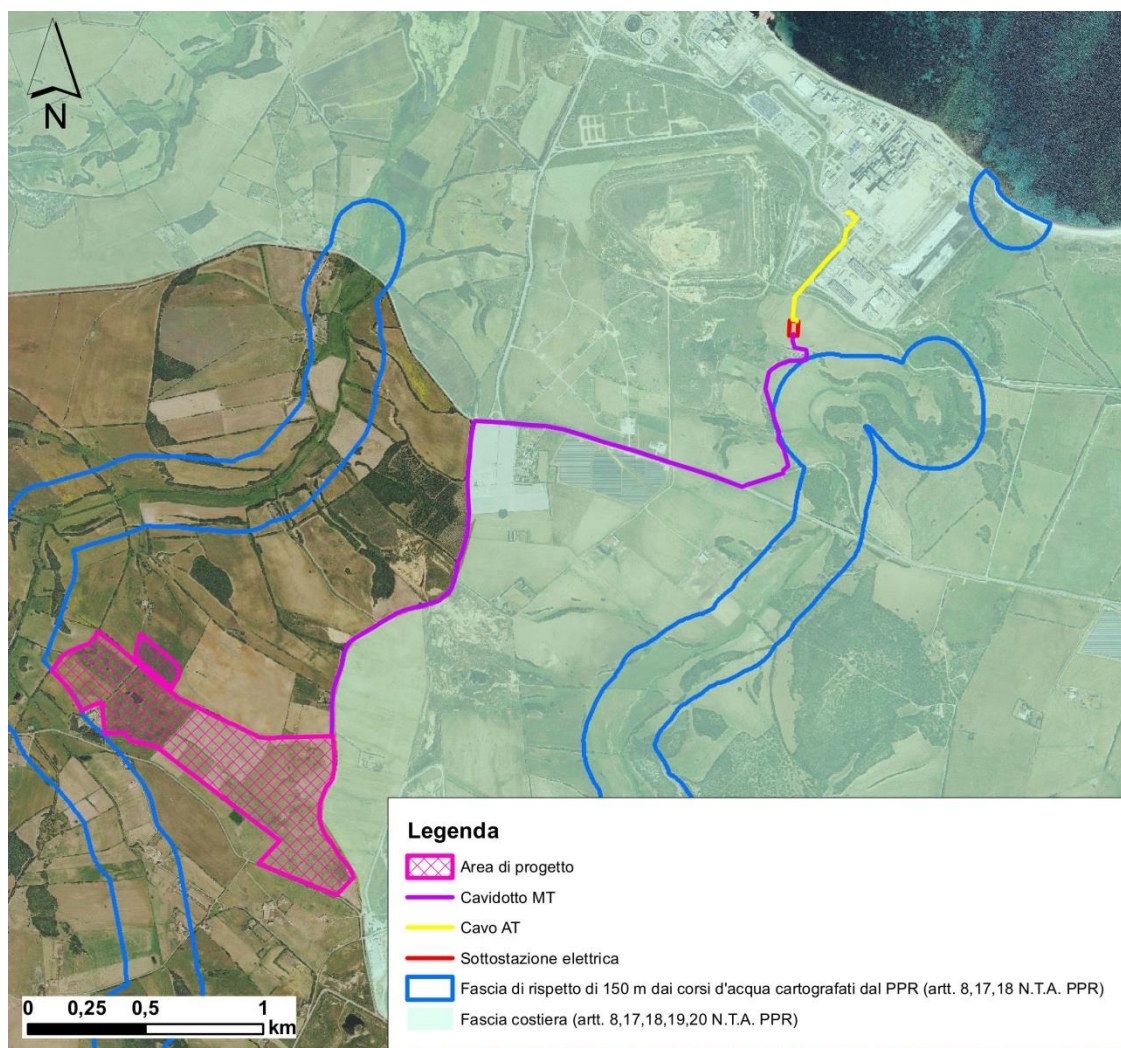 N
Legenda
Area di progetto
Cavidotto MT
Cavo AT
Sottostazione elettrica
Fascia di rispetto di 150 m dai corsi d'acqua cartografati dal PPR (artt. 8,17,18 N.T.A. PPR)
Fascia costiera (artt. 8,17,18,19,20 N.T.A. PPR)
0 0,25 0,5 1
km